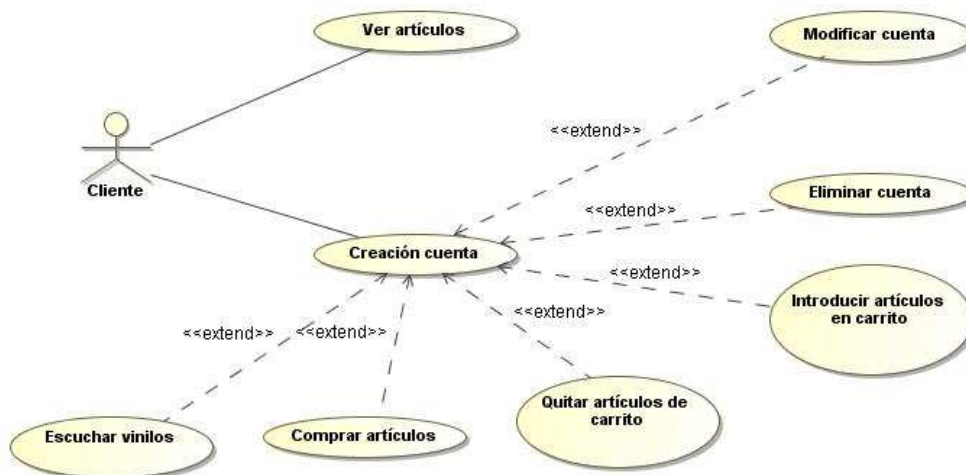 Ver artículos
Modificar cuenta
<<extend>>
Cliente
Eliminar cuenta
<<extend>>
Creación cuenta
<<extend>>
Introducir artículos
en carrito
<<extend>>
<<extend>>
<<extend>>
Quitar artículos de
carrito
Escuchar vinilos
Comprar artículos